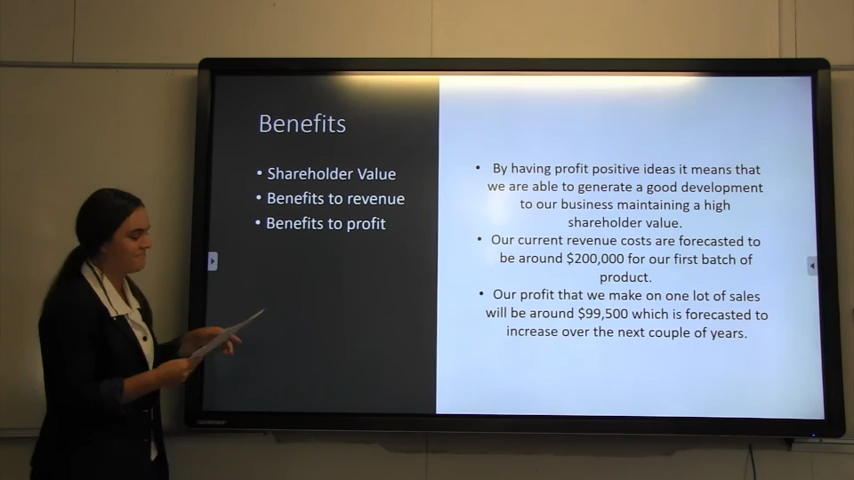 Benefits
• Shareholder Value
• Benefits to revenue
• Benefits to profit
• By having profit positive ideas it means that
we are able to generate a good development
to our business maintaining a high
shareholder value.
• Our current revenue costs are forecasted to
be around $200,000 for our first batch of
product.
• Our profit that we make on one lot of sales
will be around $99,500 which is forecasted to
increase over the next couple of years.